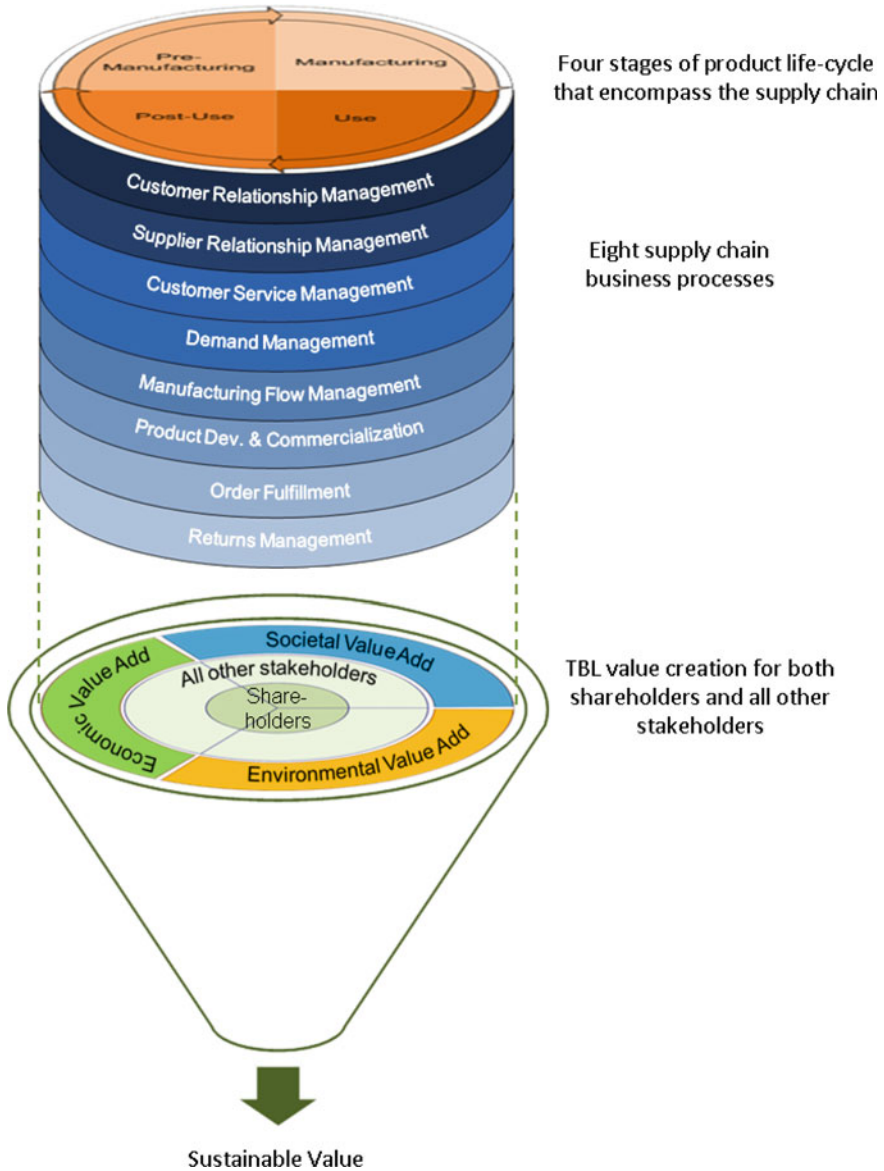 Pre-
Manufacturing
Manufacturing
Post-Use
Use
Four stages of product life-cycle
that encompass the supply chain
Customer Relationship Management
Supplier Relationship Management
Customer Service Management
Demand Management
Manufacturing Flow Management
Product Dev. & Commercialization
Order Fulfillment
Returns Management
Eight supply chain
business processes
Economic Value Add
Societal Value Add
All other stakeholders
Share-
holders
Environmental Value Add
TBL value creation for both
shareholders and all other
stakeholders
Sustainable Value